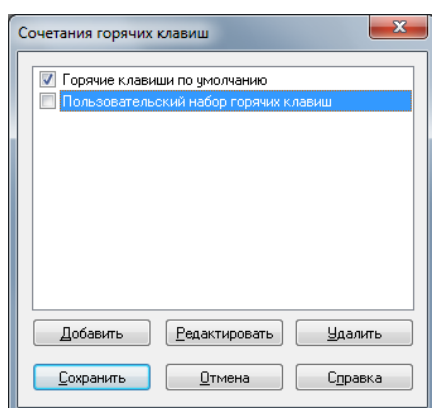 Сочетания горячих клавиш
Горячие клавиши по умолчанию
Пользовательский набор горячих клавиш
Добавить Редактировать Удалить
Сохранить Отмена Справка